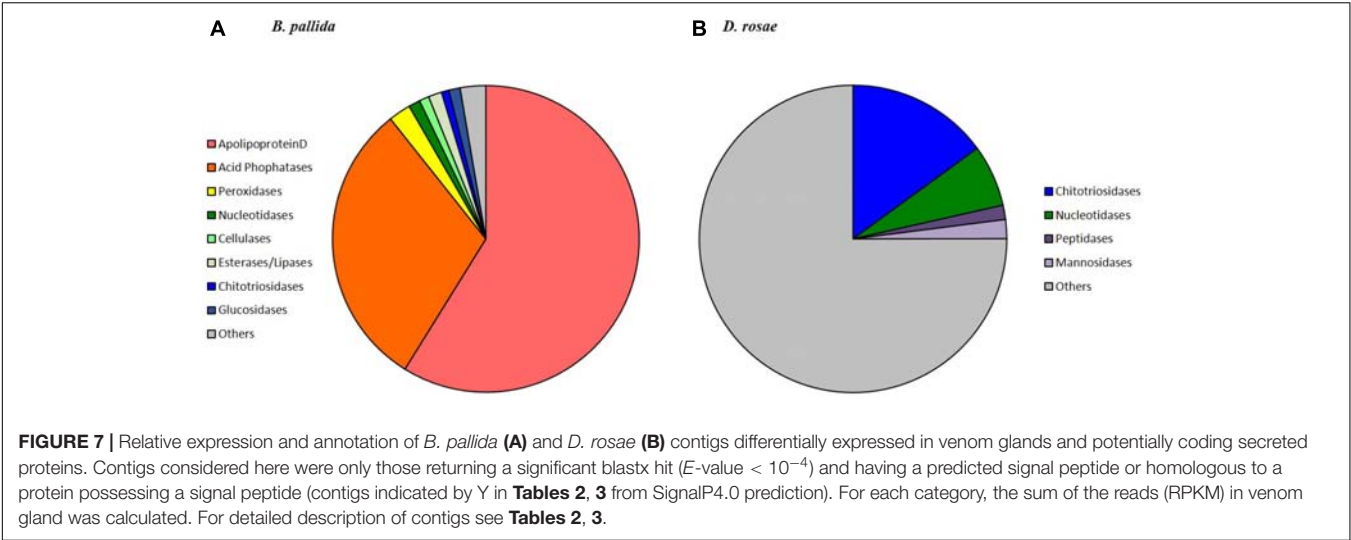 A B. pallida
B D. rosae
ApolipoproteinD
Acid Phophatases
Peroxidases
Nucleotidases
Cellulases
Esterases/Lipases
Chitotriosidases
Glucosidases
Others
Chitotriosidases
Nucleotidases
Peptidases
Mannosidases
Others
FIGURE 7 | Relative expression and annotation of B. pallida (A) and D. rosae (B) contigs differentially expressed in venom glands and potentially coding secreted
proteins. Contigs considered here were only those returning a significant blastx hit (E-value < 10⁻⁴) and having a predicted signal peptide or homologous to a
protein possessing a signal peptide (contigs indicated by Y in Tables 2, 3 from SignalP4.0 prediction). For each category, the sum of the reads (RPKM) in venom
gland was calculated. For detailed description of contigs see Tables 2, 3.